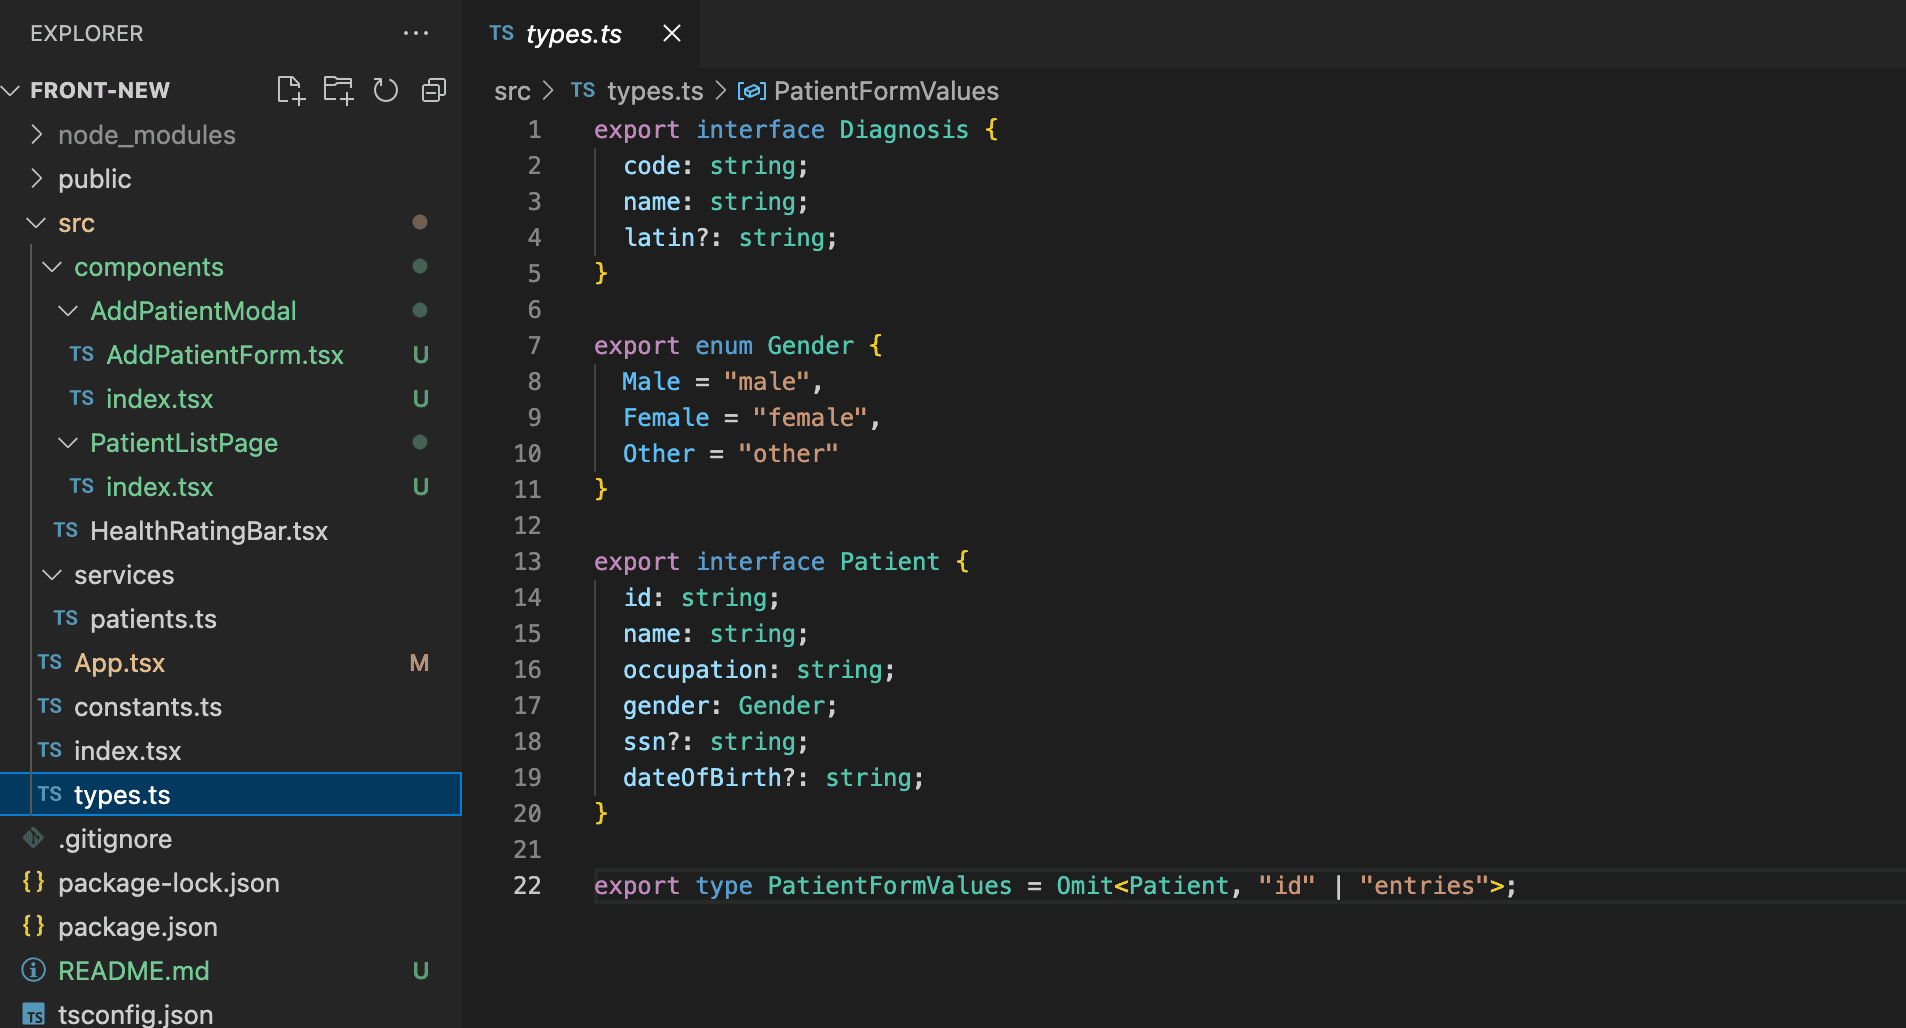 EXPLORER
FRONT-NEW
node_modules
public
src
components
AddPatientModal
TS AddPatientForm.tsx U
TS index.tsx U
PatientListPage
TS index.tsx U
TS HealthRatingBar.tsx
services
TS patients.ts
TS App.tsx M
TS constants.ts
TS index.tsx
TS types.ts
.gitignore
{} package-lock.json
{} package.json
README.md U
TS tsconfig.json
TS types.ts
src > TS types.ts > PatientFormValues
1 export interface Diagnosis {
2   code: string;
3   name: string;
4   latin?: string;
5 }
6
7 export enum Gender {
8   Male = "male",
9   Female = "female",
10   Other = "other"
11 }
12
13 export interface Patient {
14   id: string;
15   name: string;
16   occupation: string;
17   gender: Gender;
18   ssn?: string;
19   dateOfBirth?: string;
20 }
21
22 export type PatientFormValues = Omit<Patient, "id" | "entries">;